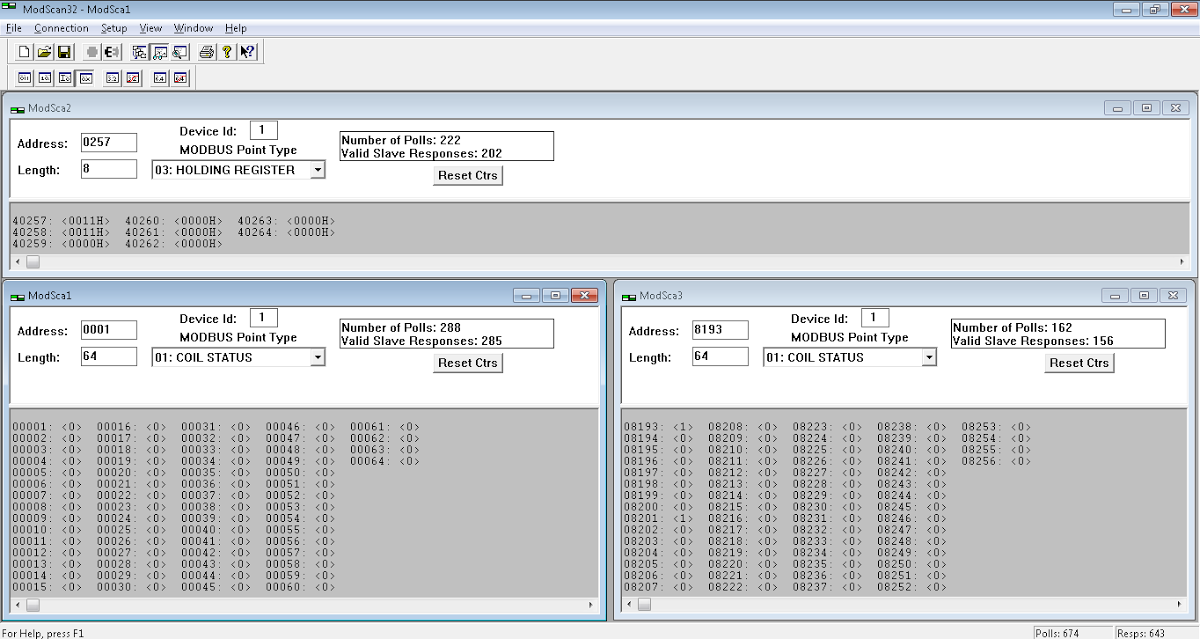 ModScan32 - ModSca1
File Connection Setup View Window Help
ModSca2
Address: 0257
Device Id: 1
MODBUS Point Type
Length: 8
03: HOLDING REGISTER
Number of Polls: 222
Valid Slave Responses: 202
Reset Ctrs
40257: <0011H> 40260: <0000H> 40263: <0000H>
40258: <0011H> 40261: <0000H> 40264: <0000H>
40259: <0000H> 40262: <0000H>
ModSca1
Address: 0001
Device Id: 1
MODBUS Point Type
Length: 64
01: COIL STATUS
Number of Polls: 288
Valid Slave Responses: 285
Reset Ctrs
00001: <0> 00016: <0> 00031: <0> 00046: <0> 00061: <0>
00002: <0> 00017: <0> 00032: <0> 00047: <0> 00062: <0>
00003: <0> 00018: <0> 00033: <0> 00048: <0> 00063: <0>
00004: <0> 00019: <0> 00034: <0> 00049: <0> 00064: <0>
00005: <0> 00020: <0> 00035: <0> 00050: <0>
00006: <0> 00021: <0> 00036: <0> 00051: <0>
00007: <0> 00022: <0> 00037: <0> 00052: <0>
00008: <0> 00023: <0> 00038: <0> 00053: <0>
00009: <0> 00024: <0> 00039: <0> 00054: <0>
00010: <0> 00025: <0> 00040: <0> 00055: <0>
00011: <0> 00026: <0> 00041: <0> 00056: <0>
00012: <0> 00027: <0> 00042: <0> 00057: <0>
00013: <0> 00028: <0> 00043: <0> 00058: <0>
00014: <0> 00029: <0> 00044: <0> 00059: <0>
00015: <0> 00030: <0> 00045: <0> 00060: <0>
ModSca3
Address: 8193
Device Id: 1
MODBUS Point Type
Length: 64
01: COIL STATUS
Number of Polls: 162
Valid Slave Responses: 156
Reset Ctrs
08193: <1> 08208: <0> 08223: <0> 08238: <0> 08253: <0>
08194: <0> 08209: <0> 08224: <0> 08239: <0> 08254: <0>
08195: <0> 08210: <0> 08225: <0> 08240: <0> 08255: <0>
08196: <0> 08211: <0> 08226: <0> 08241: <0> 08256: <0>
08197: <0> 08212: <0> 08227: <0> 08242: <0>
08198: <0> 08213: <0> 08228: <0> 08243: <0>
08199: <0> 08214: <0> 08229: <0> 08244: <0>
08200: <0> 08215: <0> 08230: <0> 08245: <0>
08201: <1> 08216: <0> 08231: <0> 08246: <0>
08202: <0> 08217: <0> 08232: <0> 08247: <0>
08203: <0> 08218: <0> 08233: <0> 08248: <0>
08204: <0> 08219: <0> 08234: <0> 08249: <0>
08205: <0> 08220: <0> 08235: <0> 08250: <0>
08206: <0> 08221: <0> 08236: <0> 08251: <0>
08207: <0> 08222: <0> 08237: <0> 08252: <0>
For Help, press F1
Polls: 674
Resps: 643